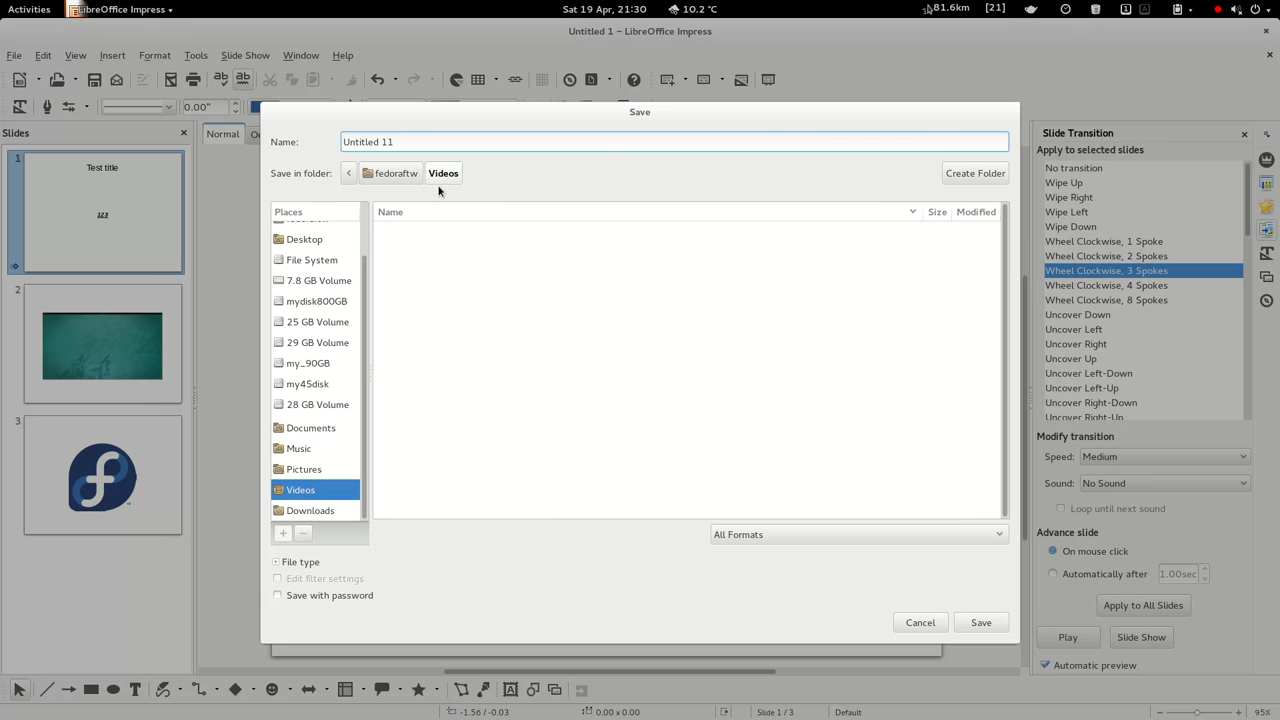 Activities
LibreOffice Impress
Sat 19 Apr, 21:30
10.2 °C
81.6km
[21]
1
Untitled 1 – LibreOffice Impress
File Edit View Insert Format Tools Slide Show Window Help
0.00"
Slides
Normal
1
Test title
123
2
3
Save
Name:
Untitled 11
Save in folder:
fedoraftw
Videos
Create Folder
Places
Name
Size
Modified
Desktop
File System
7.8 GB Volume
mydisk800GB
25 GB Volume
29 GB Volume
my_90GB
my45disk
28 GB Volume
Documents
Music
Pictures
Videos
Downloads
All Formats
File type
Edit filter settings
Save with password
Cancel
Save
Slide Transition
Apply to selected slides
No transition
Wipe Up
Wipe Right
Wipe Left
Wipe Down
Wheel Clockwise, 1 Spoke
Wheel Clockwise, 2 Spokes
Wheel Clockwise, 3 Spokes
Wheel Clockwise, 4 Spokes
Wheel Clockwise, 8 Spokes
Uncover Down
Uncover Left
Uncover Right
Uncover Up
Uncover Left-Down
Uncover Left-Up
Uncover Right-Down
Uncover Right-Up
Modify transition
Speed:
Medium
Sound:
No Sound
Loop until next sound
Advance slide
On mouse click
Automatically after
1.00sec
Apply to All Slides
Play
Slide Show
Automatic preview
-1.56 / -0.03
0.00 x 0.00
Slide 1 / 3
Default
95%